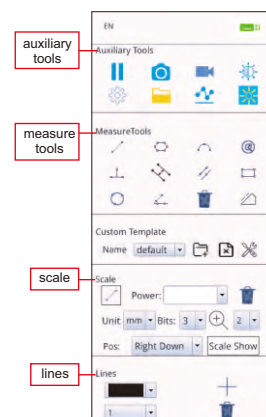 EN
auxiliary
tools
Auxiliary Tools
measure
tools
MeasureTools
Custom Template
Name default
scale
Scale
Power:
Unit mm Bits: 3 2
Pos: Right Down Scale Show
lines
Lines
1